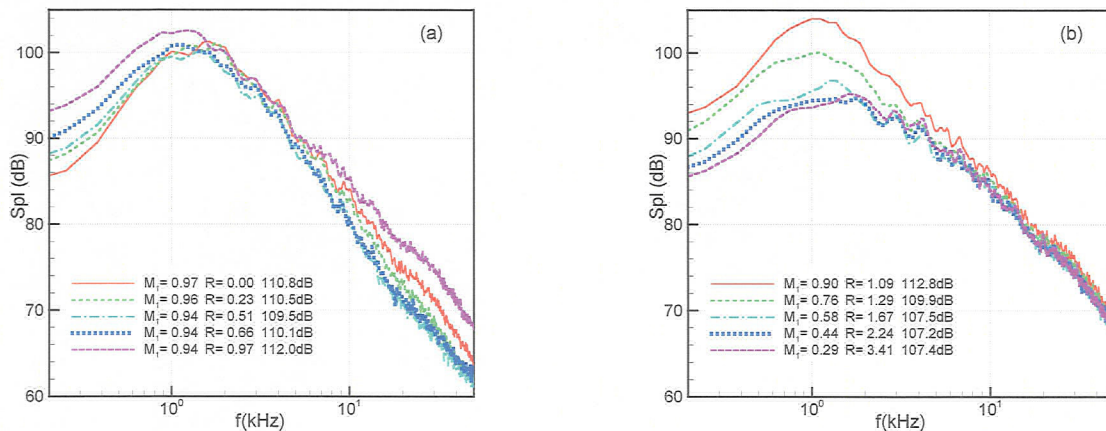 (a)
100
90
80
70
60
Spl (dB)
M₁= 0.97 R= 0.00 110.8dB
M₁= 0.96 R= 0.23 110.5dB
M₁= 0.94 R= 0.51 109.5dB
M₁= 0.94 R= 0.66 110.1dB
M₁= 0.94 R= 0.97 112.0dB
10⁰
10¹
f(kHz)
(b)
100
90
80
70
60
Spl (dB)
M₁= 0.90 R= 1.09 112.8dB
M₁= 0.76 R= 1.29 109.9dB
M₁= 0.58 R= 1.67 107.5dB
M₁= 0.44 R= 2.24 107.2dB
M₁= 0.29 R= 3.41 107.4dB
10⁰
10¹
f(kHz)